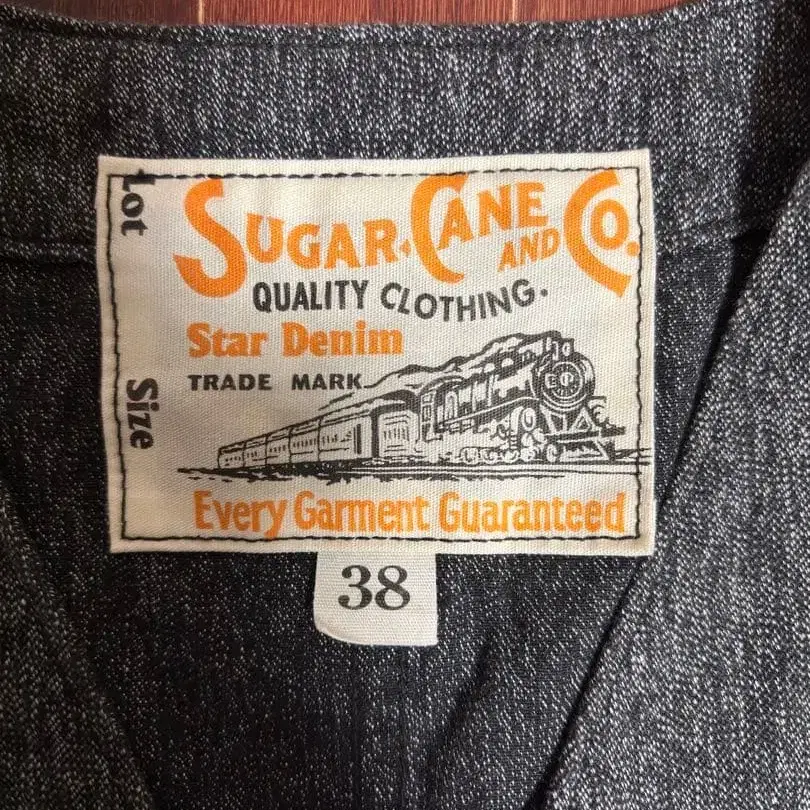 Lot
SUGAR·CANE AND CO.
QUALITY CLOTHING.
Star Denim
TRADE MARK
Size
Every Garment Guaranteed
38